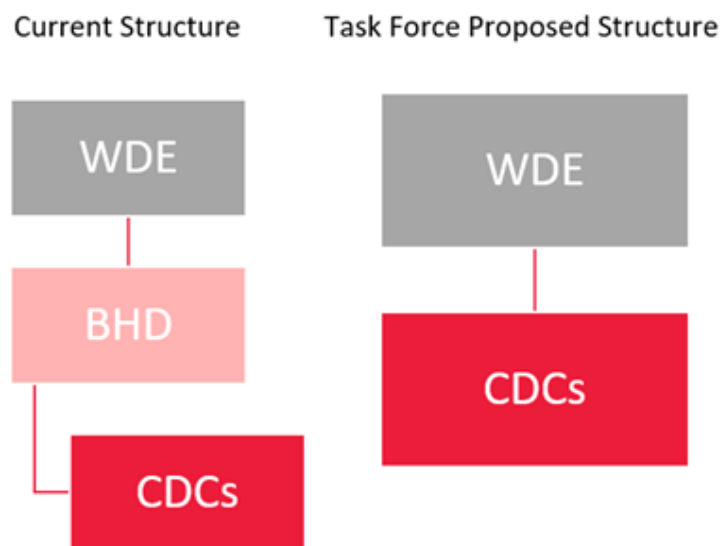 Current Structure
Task Force Proposed Structure
WDE
BHD
CDCs
WDE
CDCs